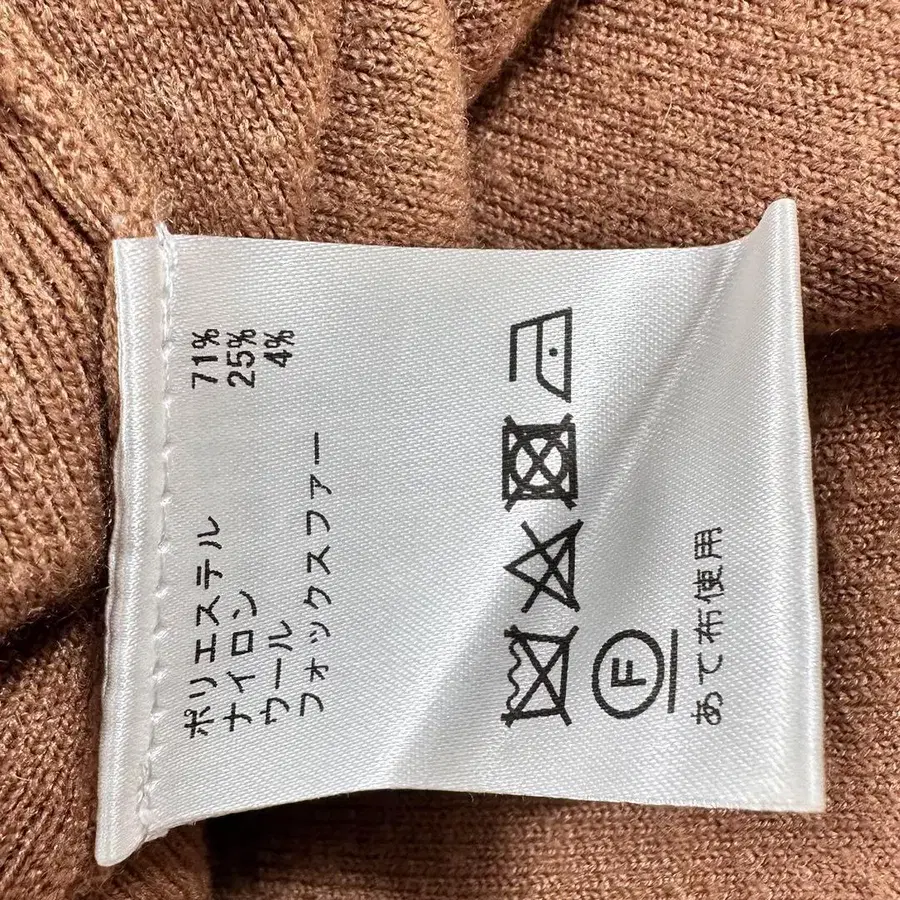 ポリエステル 71%
ナイロン 25%
ウール 4%
フォックスファー
F
あて布使用